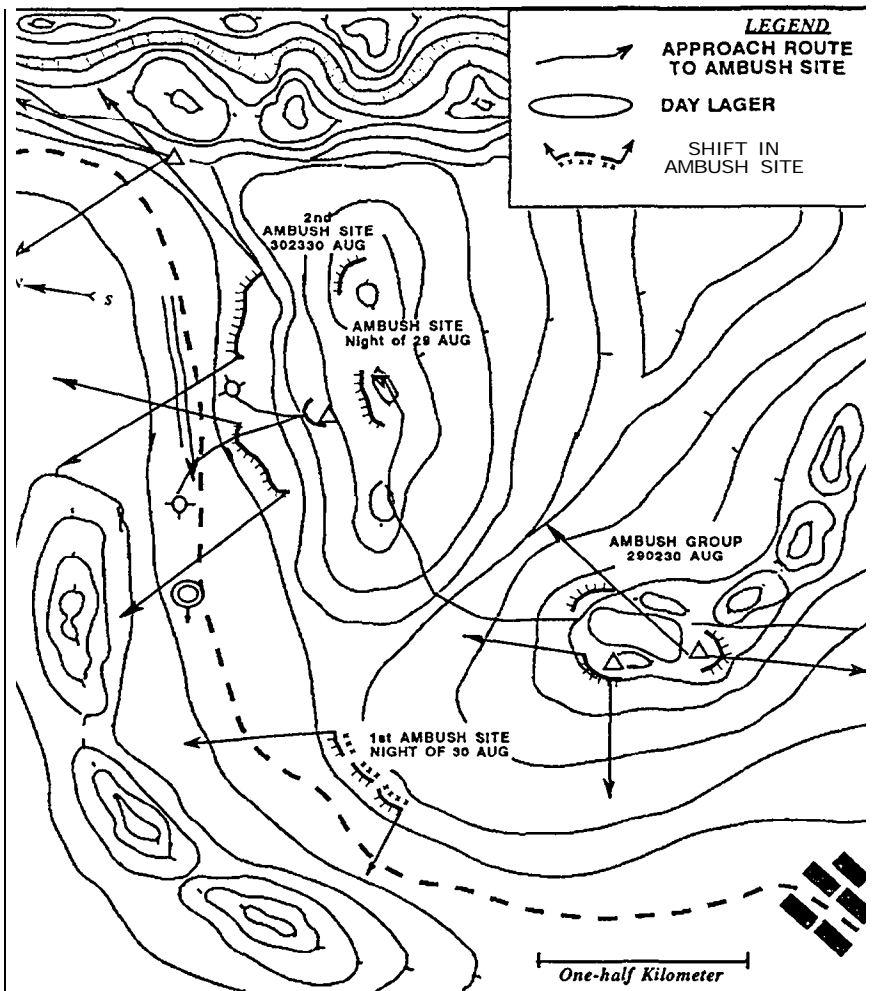 LEGEND
APPROACH ROUTE
TO AMBUSH SITE
DAY LAGER
SHIFT IN
AMBUSH SITE
2nd
AMBUSH SITE
302330 AUG
S
AMBUSH SITE
Night of 29 AUG
AMBUSH GROUP
290230 AUG
1st AMBUSH SITE
NIGHT OF 30 AUG
One-half Kilometer